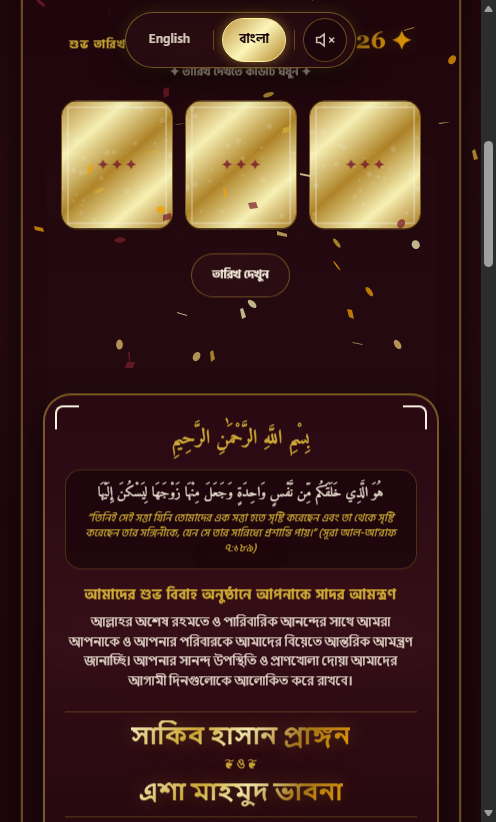 English
বাংলা
শুভ তারিখ
26 ✦
✦ তারিখ দেখতে কার্ডটি ঘষুন ✦
✦✦✦ ✦✦✦ ✦✦✦
তারিখ দেখুন
بِسْمِ اللَّهِ الرَّحْمَٰنِ الرَّحِيمِ
هُوَ الَّذِي خَلَقَكُم مِّن نَّفْسٍ وَاحِدَةٍ وَجَعَلَ مِنْهَا زَوْجَهَا لِيَسْكُنَ إِلَيْهَا
“তিনিই সেই সত্তা যিনি তোমাদের এক সত্তা হতে সৃষ্টি করেছেন এবং তা থেকে সৃষ্টি
করেছেন তার সঙ্গিনীকে, যেন সে তার সান্নিধ্যে প্রশান্তি পায়।” (সূরা আল-আ'রাফ
৭:১৮৯)
আমাদের শুভ বিবাহ অনুষ্ঠানে আপনাকে সাদর আমন্ত্রণ
আল্লাহর অশেষ রহমতে ও পারিবারিক আনন্দের সাথে আমরা
আপনাকে ও আপনার পরিবারকে আমাদের বিয়েতে আন্তরিক আমন্ত্রণ
জানাচ্ছি। আপনার সানন্দ উপস্থিতি ও প্রাণখোলা দোয়া আমাদের
আগামী দিনগুলোকে আলোকিত করে রাখবে।
সাকিব হাসান প্রাঙ্গন
ও
এশা মাহমুদ ভাবনা